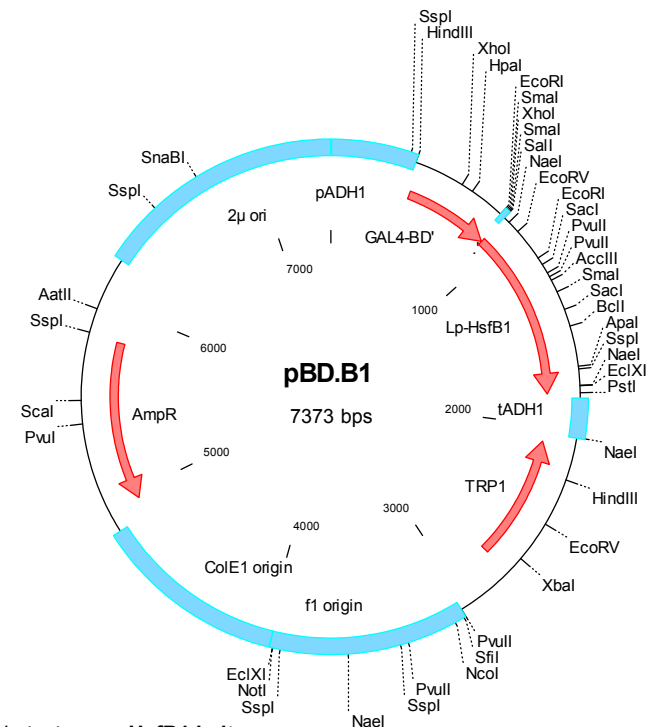 SspI
HindIII
XhoI
HpaI
EcoRI
SmaI
XhoI
SmaI
SalI
NaeI
EcoRV
EcoRI
SacI
PvuII
PvuII
AccIII
SmaI
SacI
BclI
ApaI
SspI
NaeI
EclXI
PstI
NaeI
HindIII
EcoRV
XbaI
PvuII
SfiI
NcoI
PvuII
SspI
NaeI
SspI
NotI
EclXI
PvuI
ScaI
SspI
AatII
SspI
SnaBI
pADH1
2µ ori
GAL4-BD'
7000
1000
Lp-HsfB1
6000
pBD.B1
7373 bps
2000
tADH1
AmpR
5000
TRP1
3000
4000
ColE1 origin
f1 origin